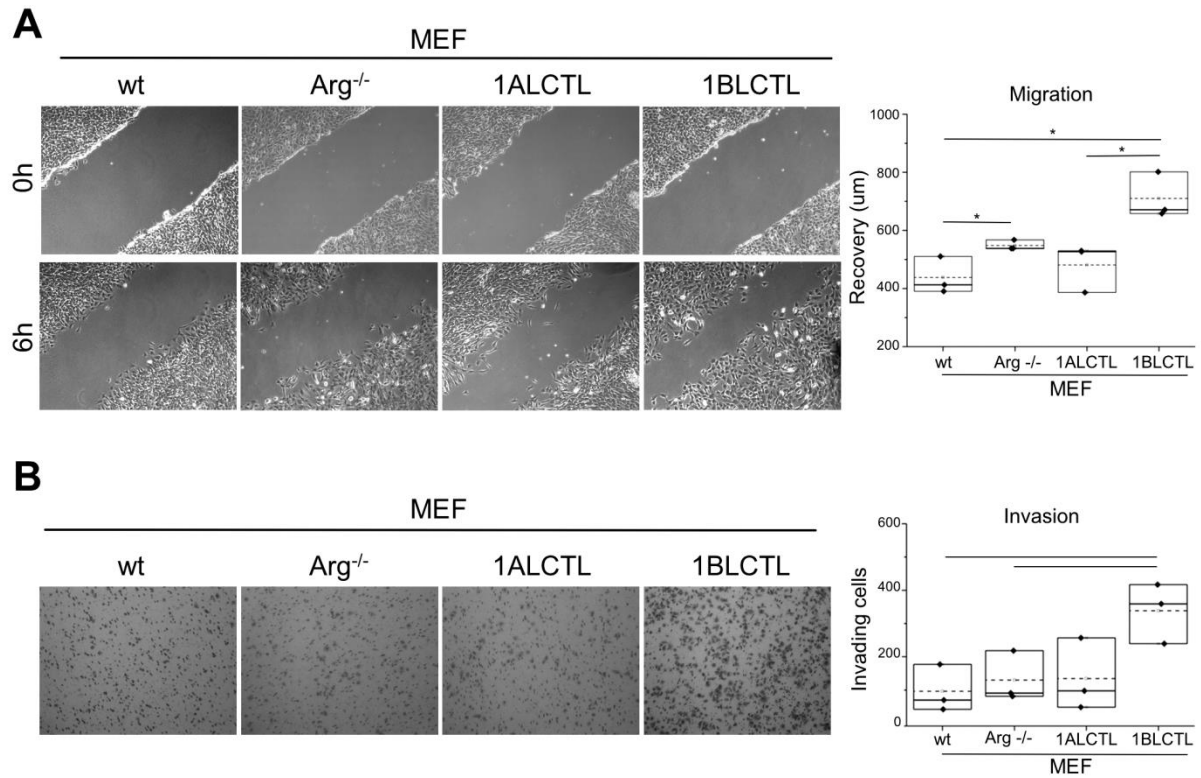 A
MEF
wt Arg-/- 1ALCTL 1BLCTL
0h
6h
Migration
Recovery (um)
1000
800
600
400
200
*
*
*
wt Arg -/- 1ALCTL 1BLCTL
MEF
B
MEF
wt Arg-/- 1ALCTL 1BLCTL
Invasion
Invading cells
600
400
200
0
wt Arg -/- 1ALCTL 1BLCTL
MEF